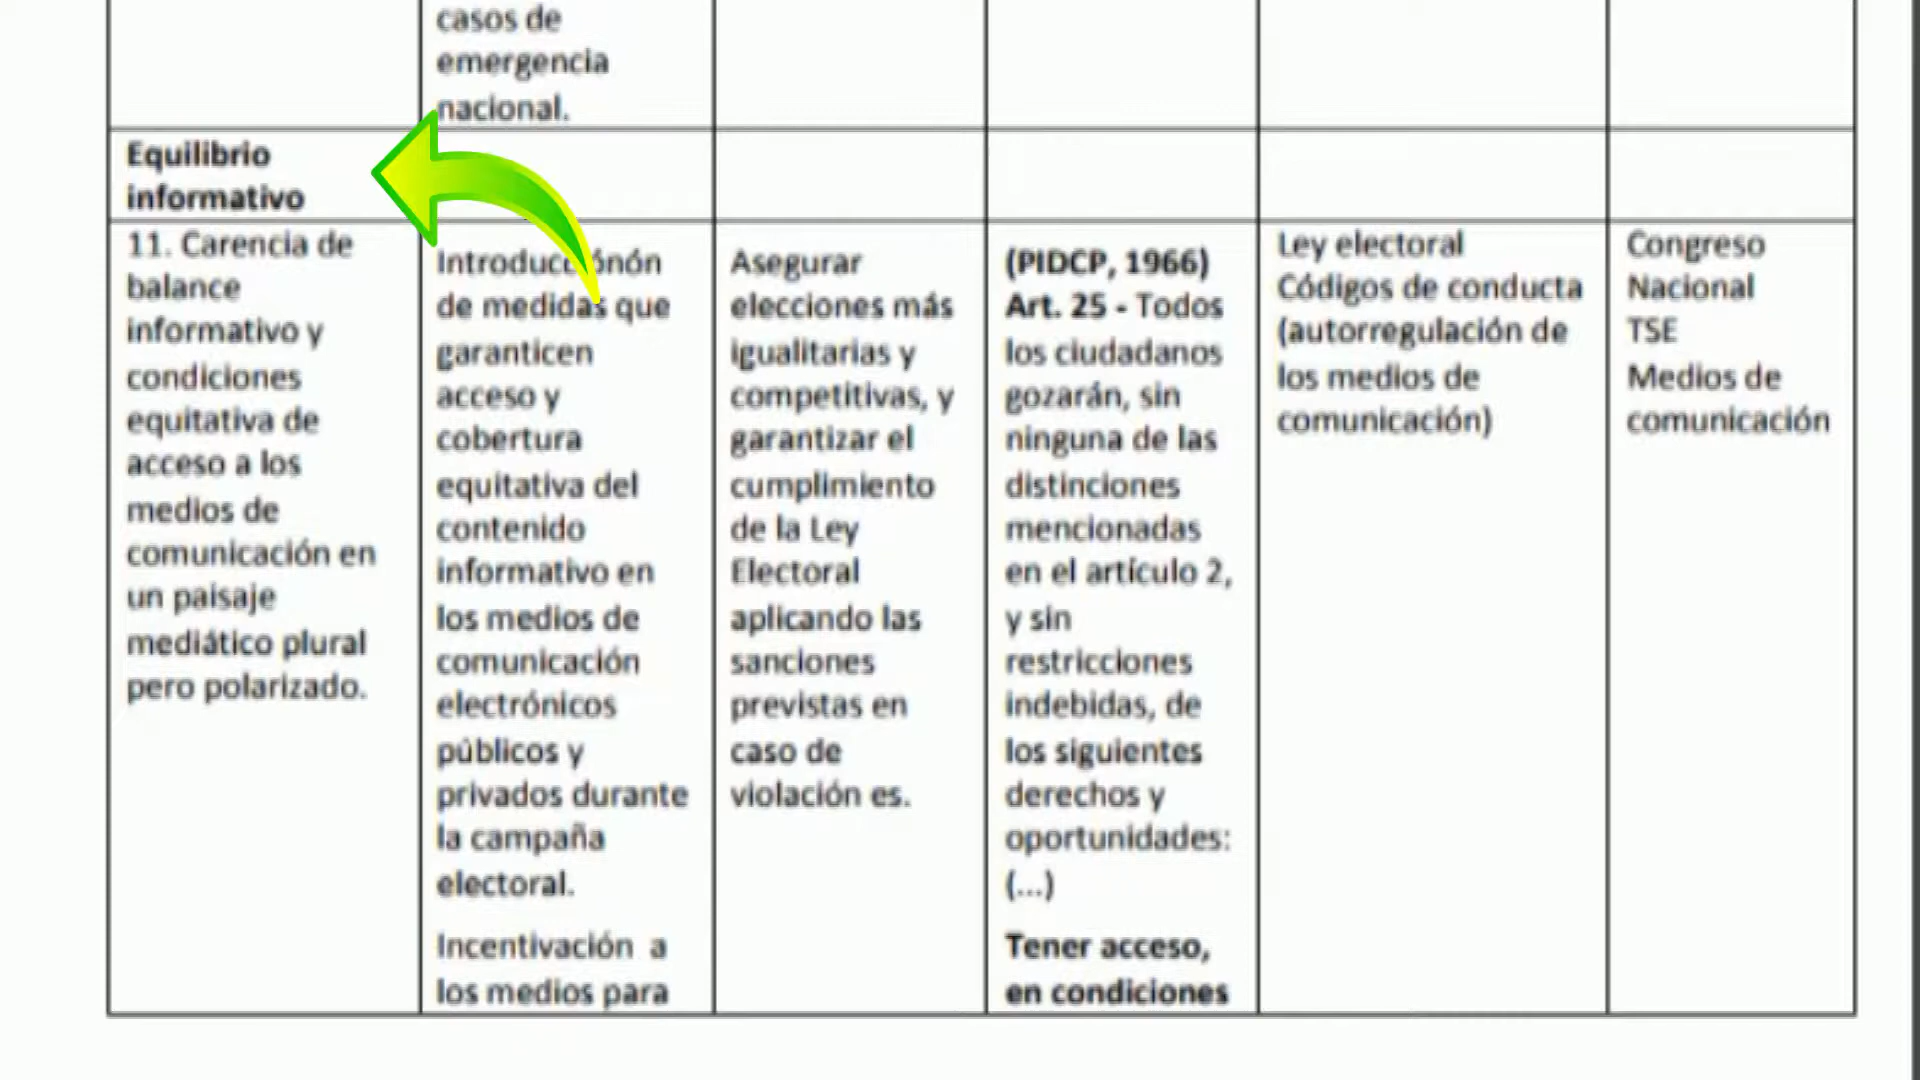 casos de
emergencia
nacional.
Equilibrio
informativo
11. Carencia de
balance
informativo y
condiciones
equitativa de
acceso a los
medios de
comunicación en
un paisaje
mediático plural
pero polarizado.
Introducciónón
de medidas que
garanticen
acceso y
cobertura
equitativa del
contenido
informativo en
los medios de
comunicación
electrónicos
públicos y
privados durante
la campaña
electoral.
Incentivación a
los medios para
Asegurar
elecciones más
igualitarias y
competitivas, y
garantizar el
cumplimiento
de la Ley
Electoral
aplicando las
sanciones
previstas en
caso de
violación es.
(PIDCP, 1966)
Art. 25 - Todos
los ciudadanos
gozarán, sin
ninguna de las
distinciones
mencionadas
en el artículo 2,
y sin
restricciones
indebidas, de
los siguientes
derechos y
oportunidades:
(...)
Tener acceso,
en condiciones
Ley electoral
Códigos de conducta
(autorregulación de
los medios de
comunicación)
Congreso
Nacional
TSE
Medios de
comunicación